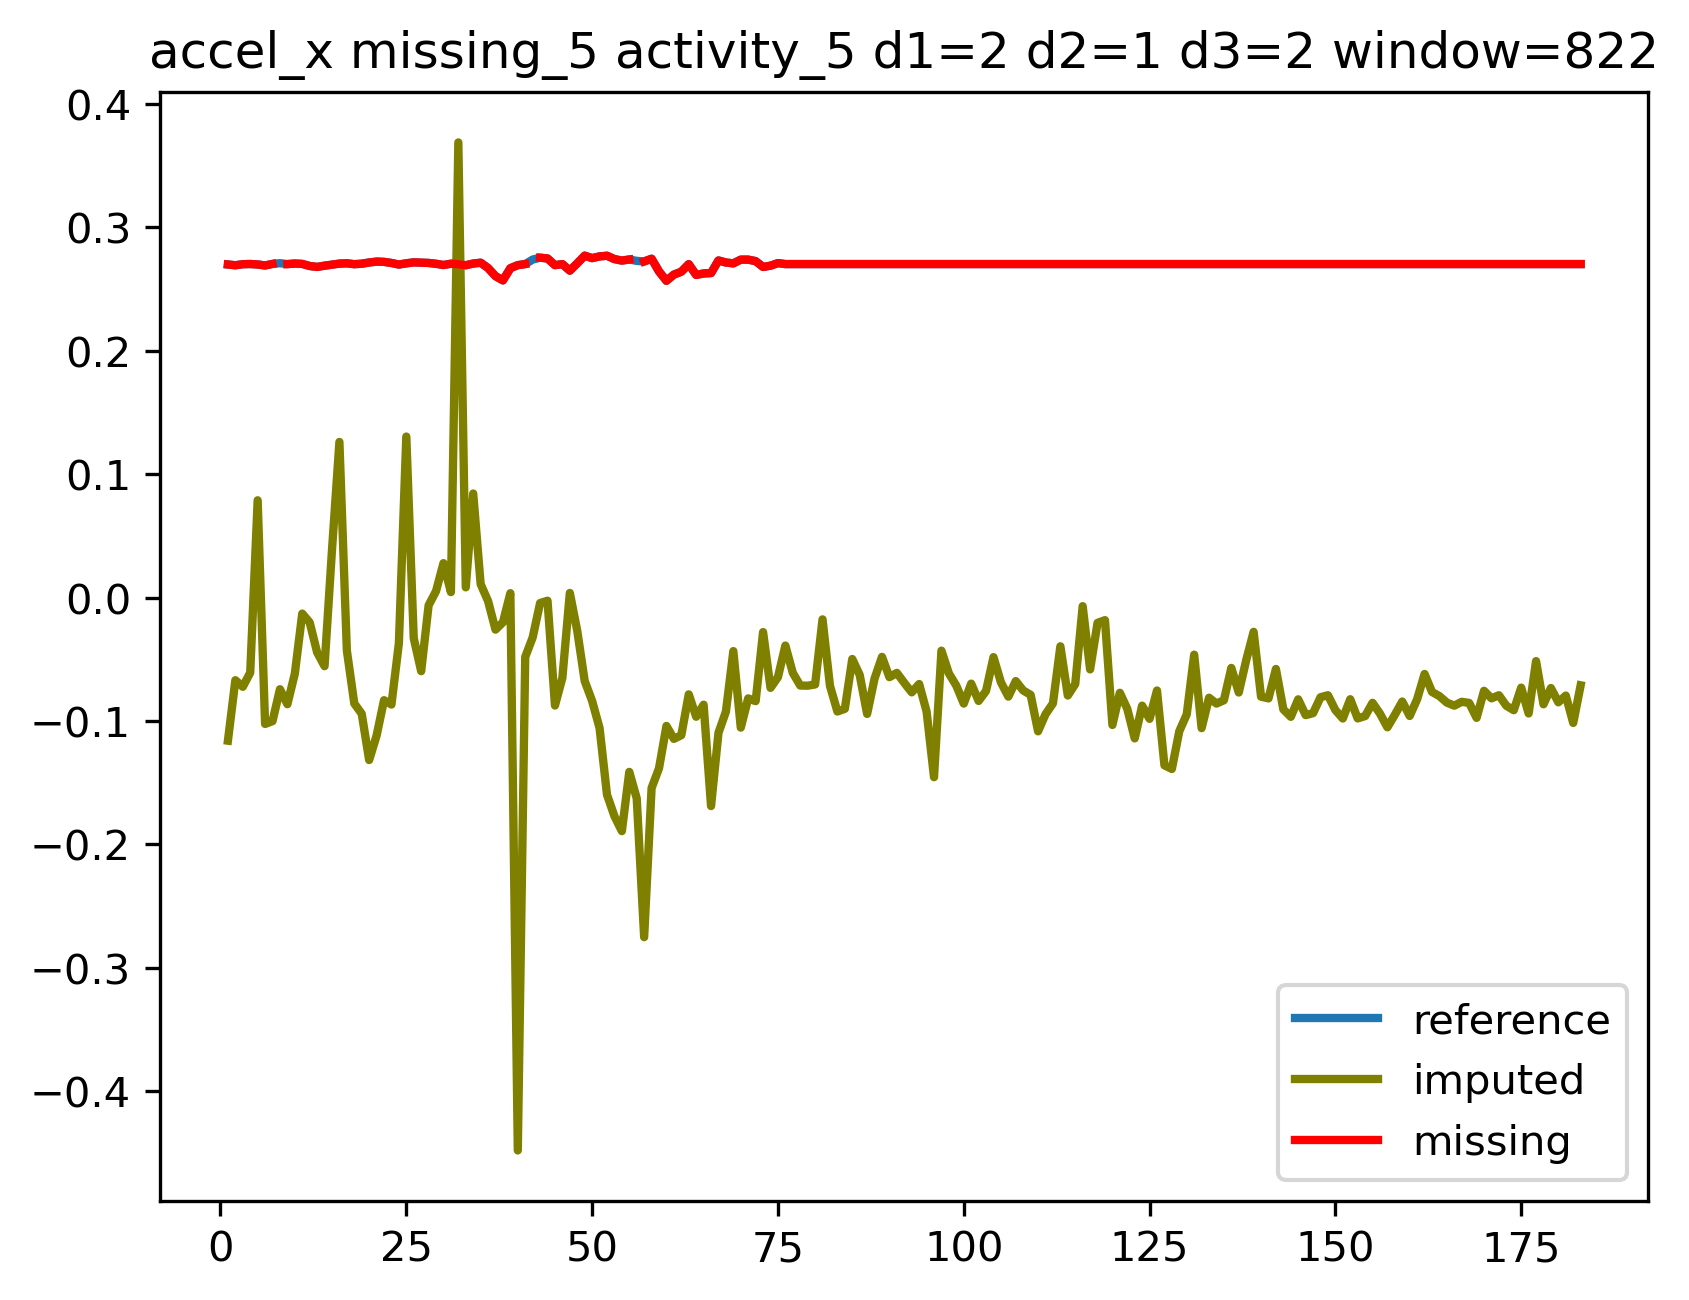 accel_x missing_5 activity_5 d1=2 d2=1 d3=2 window=822
0.4
0.3
0.2
0.1
0.0
−0.1
−0.2
−0.3
−0.4
reference
imputed
missing
0 25 50 75 100 125 150 175